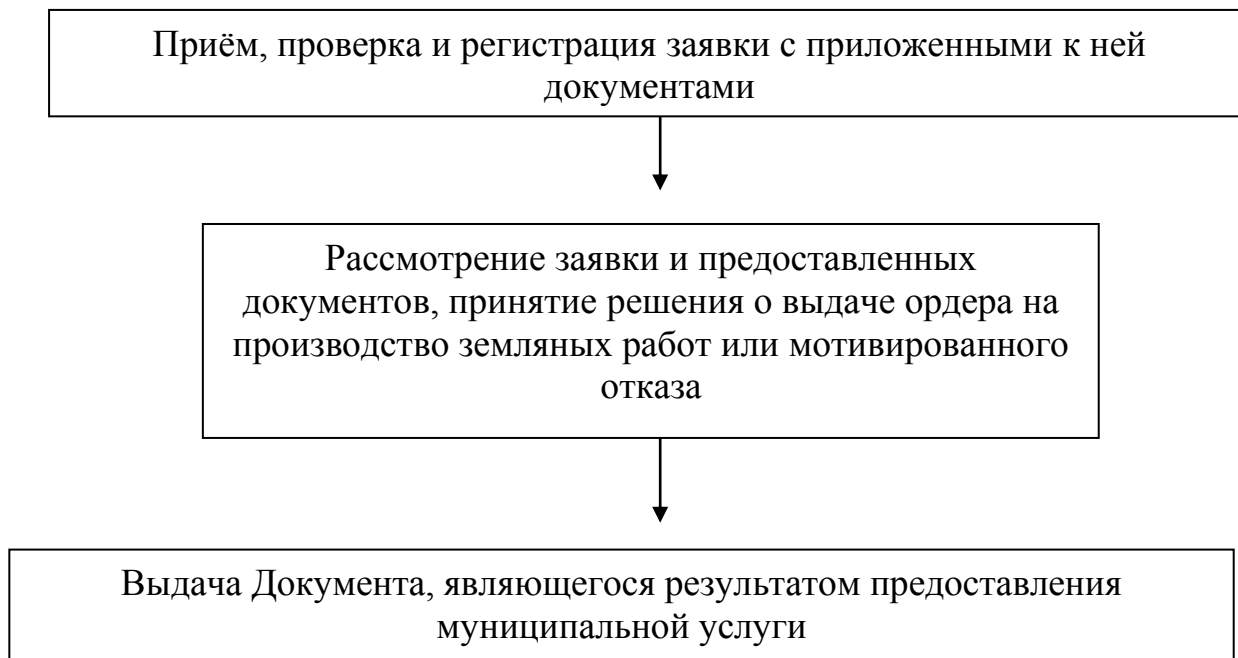 Приём, проверка и регистрация заявки с приложенными к ней
документами
Рассмотрение заявки и предоставленных
документов, принятие решения о выдаче ордера на
производство земляных работ или мотивированного
отказа
Выдача Документа, являющегося результатом предоставления
муниципальной услуги